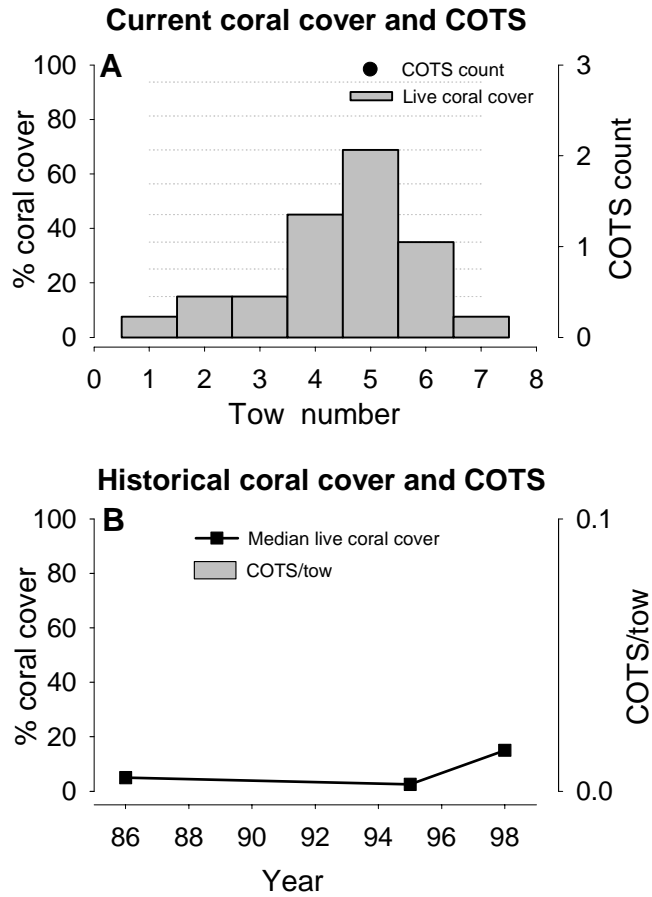 Current coral cover and COTS
A
COTS count
Live coral cover
100
80
60
40
20
0
% coral cover
3
2
1
0
COTS count
0 1 2 3 4 5 6 7 8
Tow number
Historical coral cover and COTS
B
Median live coral cover
COTS/tow
100
80
60
40
20
0
% coral cover
0.1
0.0
COTS/tow
86 88 90 92 94 96 98
Year